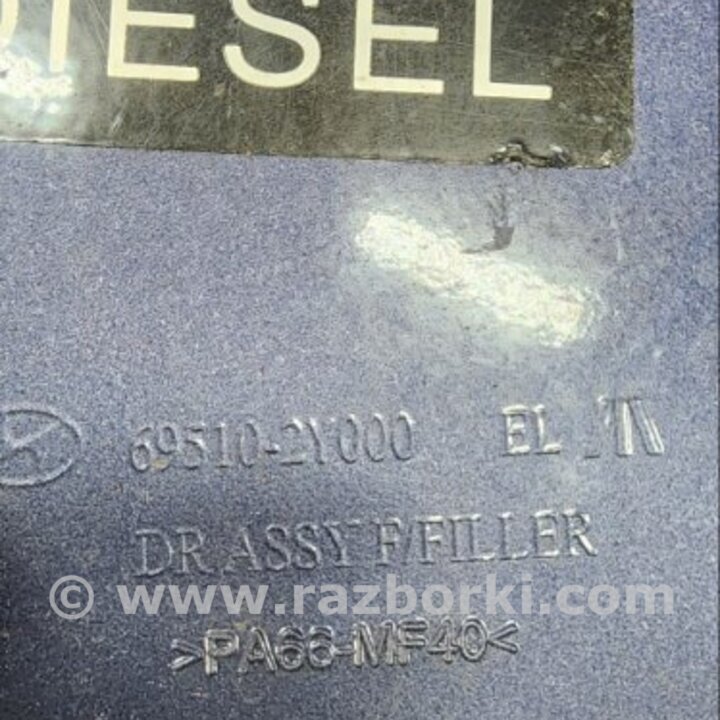 DIESEL
69510-2Y000 EL
DR ASSY F/FILLER
© www.razborki.com
>PA66-MF40<